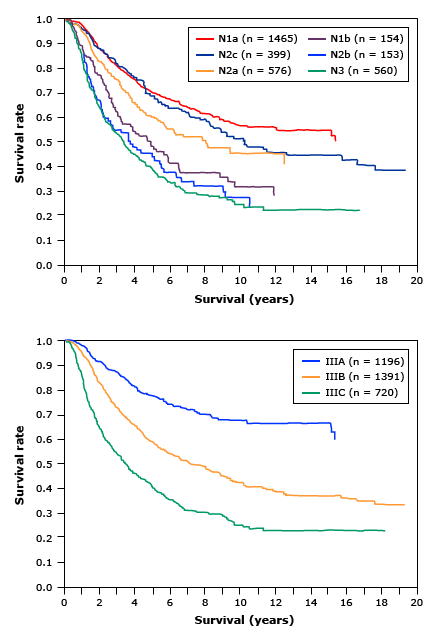 1.0
0.9
0.8
0.7
0.6
0.5
0.4
0.3
0.2
0.1
0.0
Survival rate
N1a (n = 1465) N1b (n = 154)
N2c (n = 399) N2b (n = 153)
N2a (n = 576) N3 (n = 560)
0 2 4 6 8 10 12 14 16 18 20
Survival (years)
1.0
0.9
0.8
0.7
0.6
0.5
0.4
0.3
0.2
0.1
0.0
Survival rate
IIIA (n = 1196)
IIIB (n = 1391)
IIIC (n = 720)
0 2 4 6 8 10 12 14 16 18 20
Survival (years)